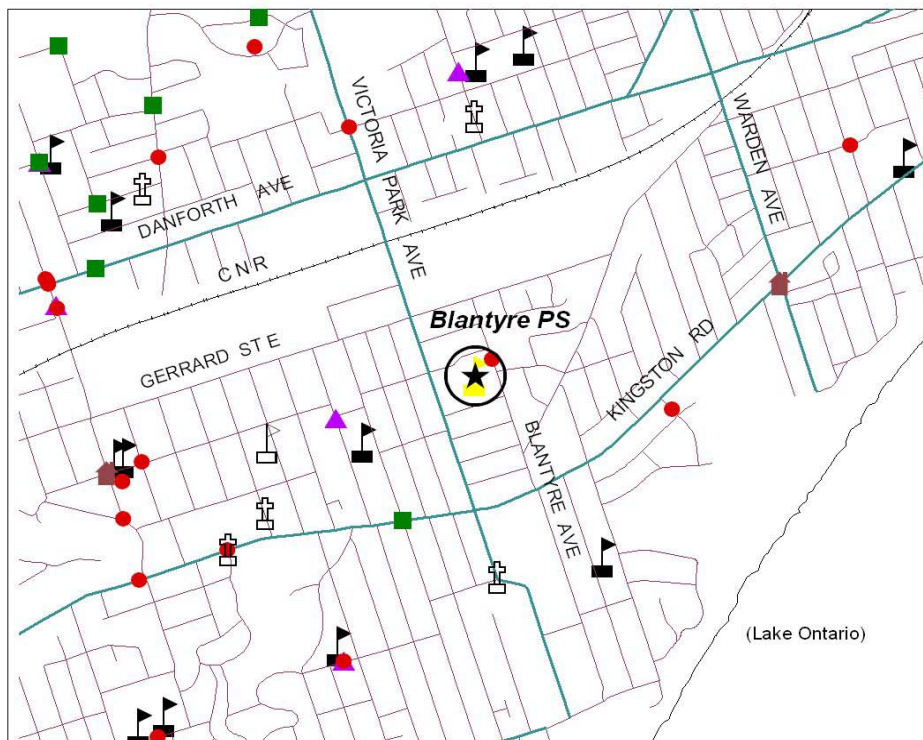 VICTORIA PARK AVE
WARDEN AVE
DANFORTH AVE
C N R
Blantyre PS
GERRARD ST E
KINGSTON RD
BLANTYRE AVE
(Lake Ontario)